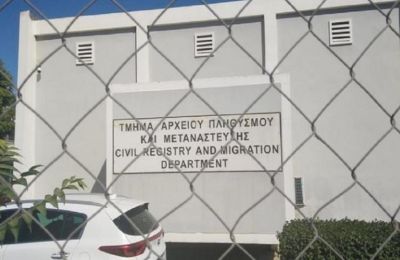 ΤΜΗΜΑ ΑΡΧΕΙΟΥ ΠΛΗΘΥΣΜΟΥ
ΚΑΙ ΜΕΤΑΝΑΣΤΕΥΣΗΣ
CIVIL REGISTRY AND MIGRATION
DEPARTMENT